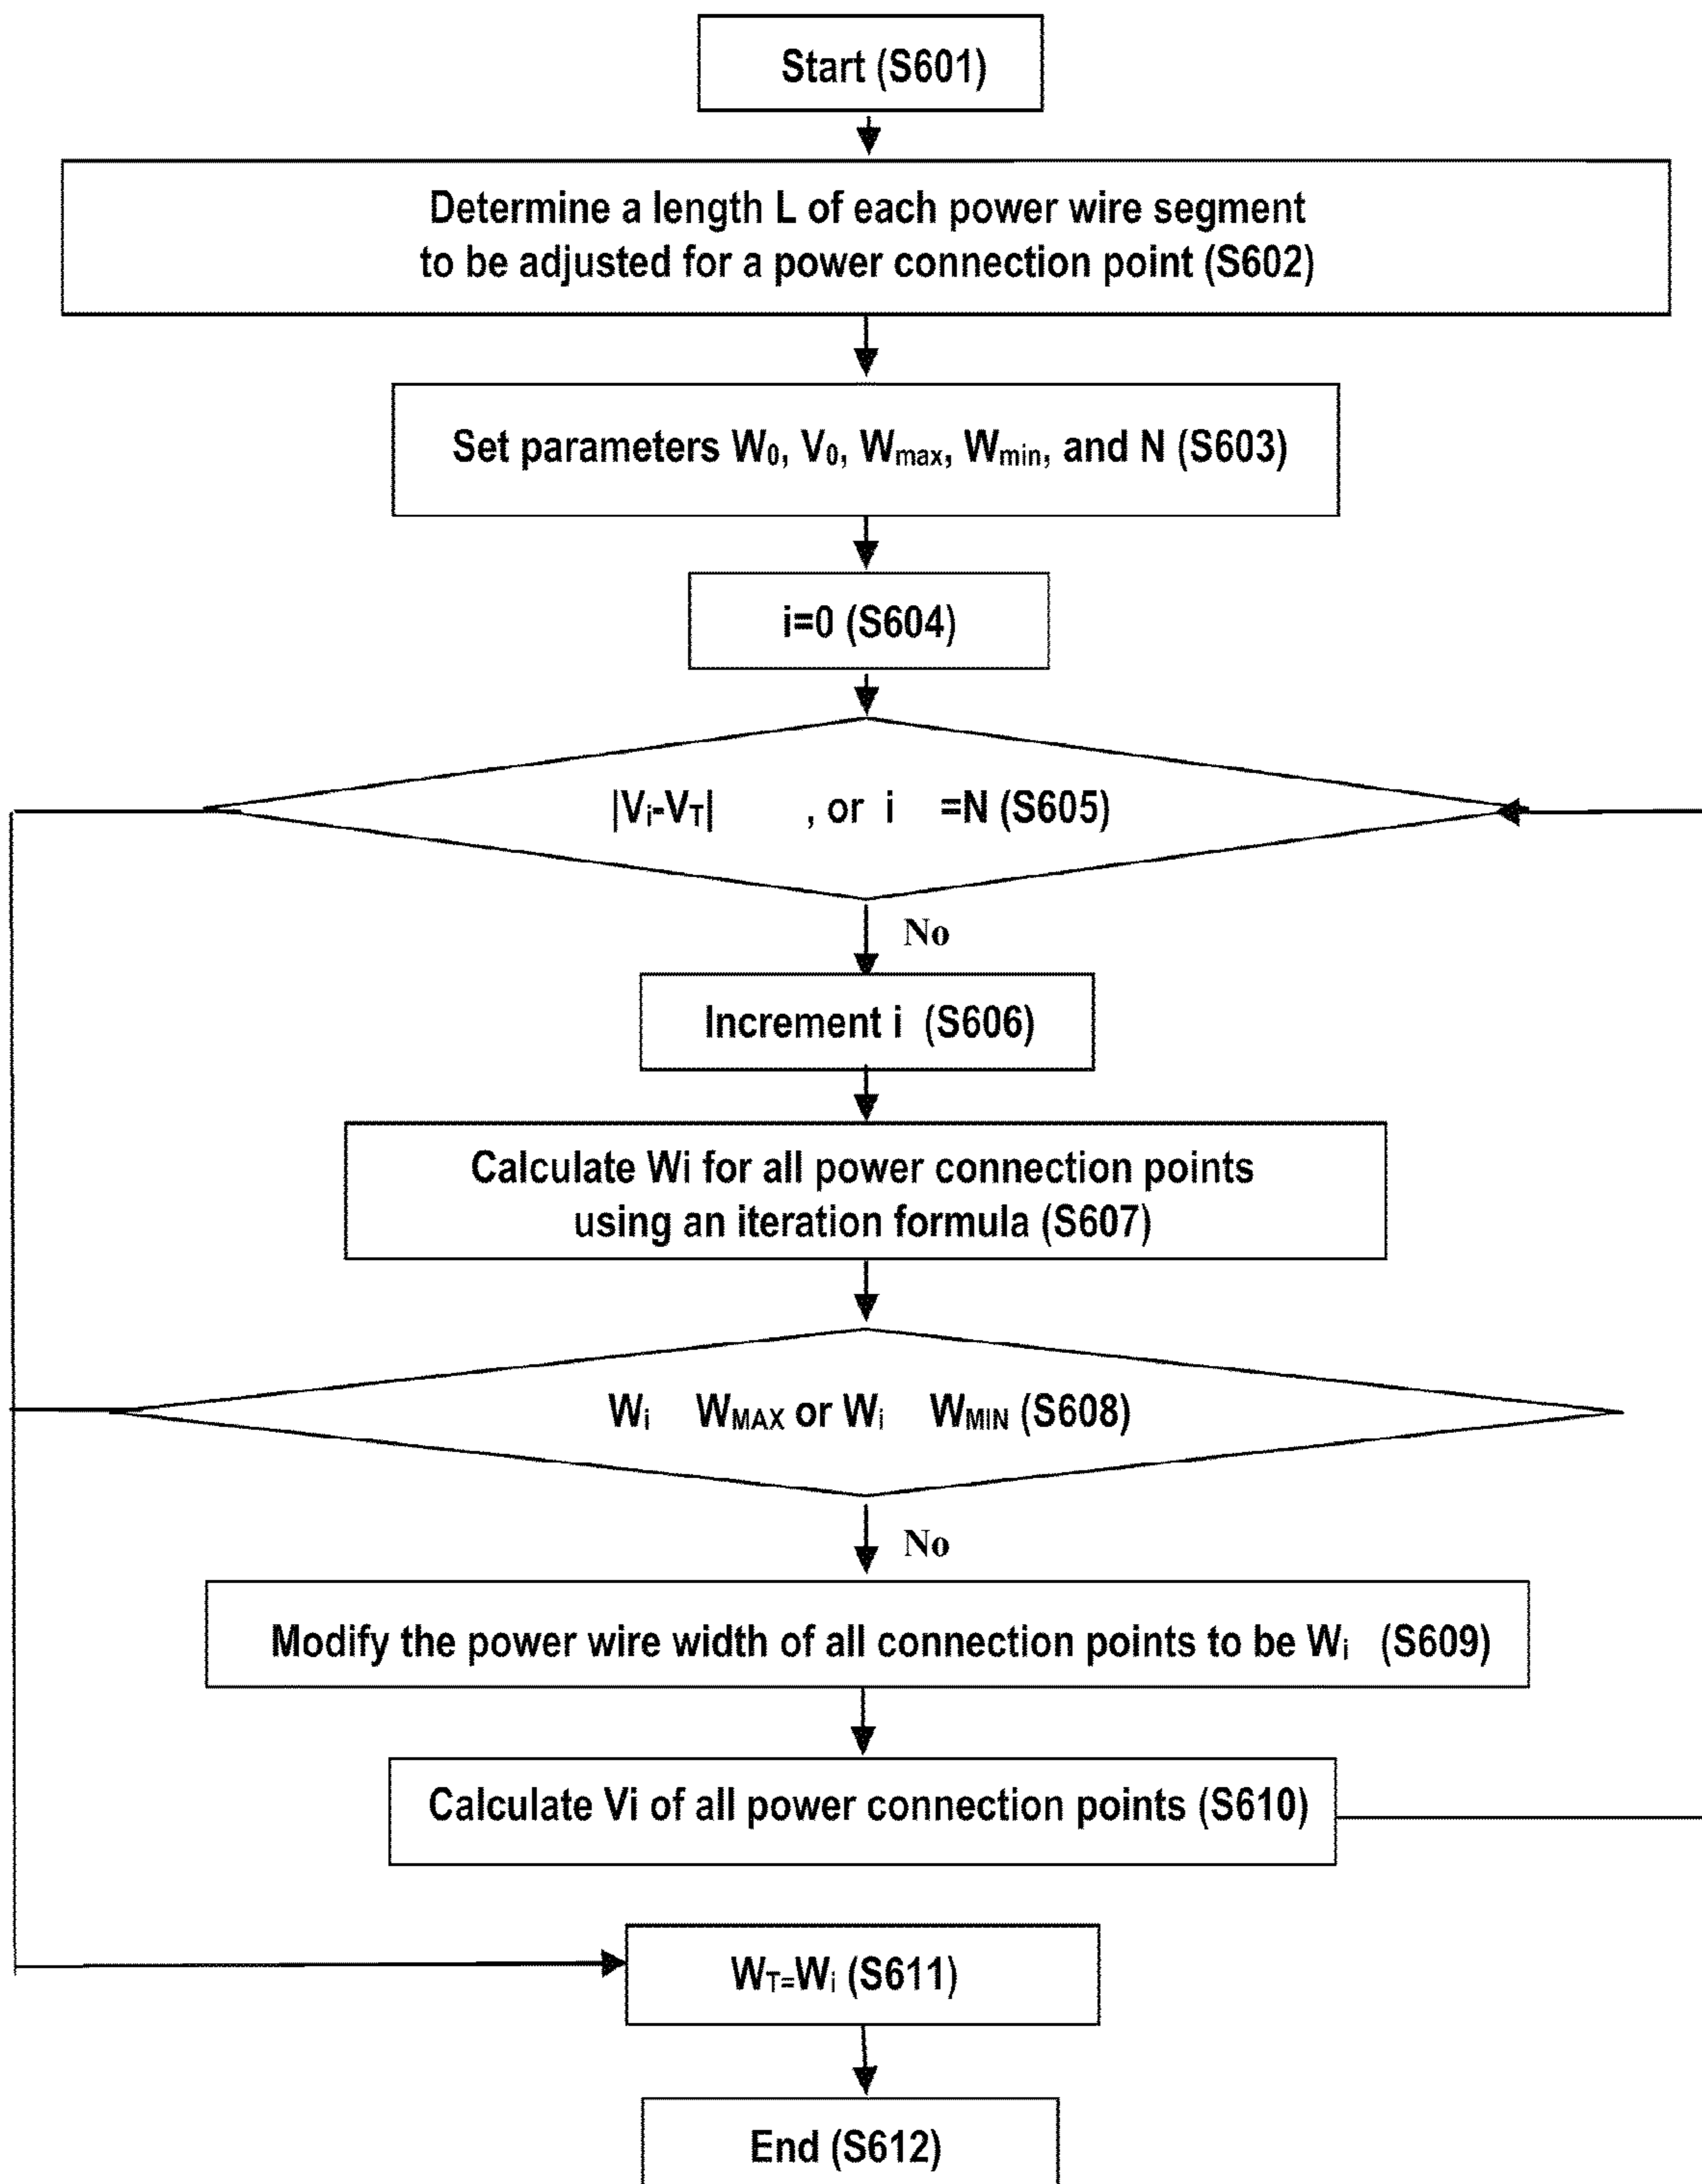 Start (S601)
Determine a length L of each power wire segment
to be adjusted for a power connection point (S602)
Set parameters W₀, V₀, Wmax, Wmin, and N (S603)
i=0 (S604)
|Vi-VT| , or i =N (S605)
No
Increment i (S606)
Calculate Wi for all power connection points
using an iteration formula (S607)
Wi WMAX or Wi WMIN (S608)
No
Modify the power wire width of all connection points to be Wi (S609)
Calculate Vi of all power connection points (S610)
WT=Wi (S611)
End (S612)